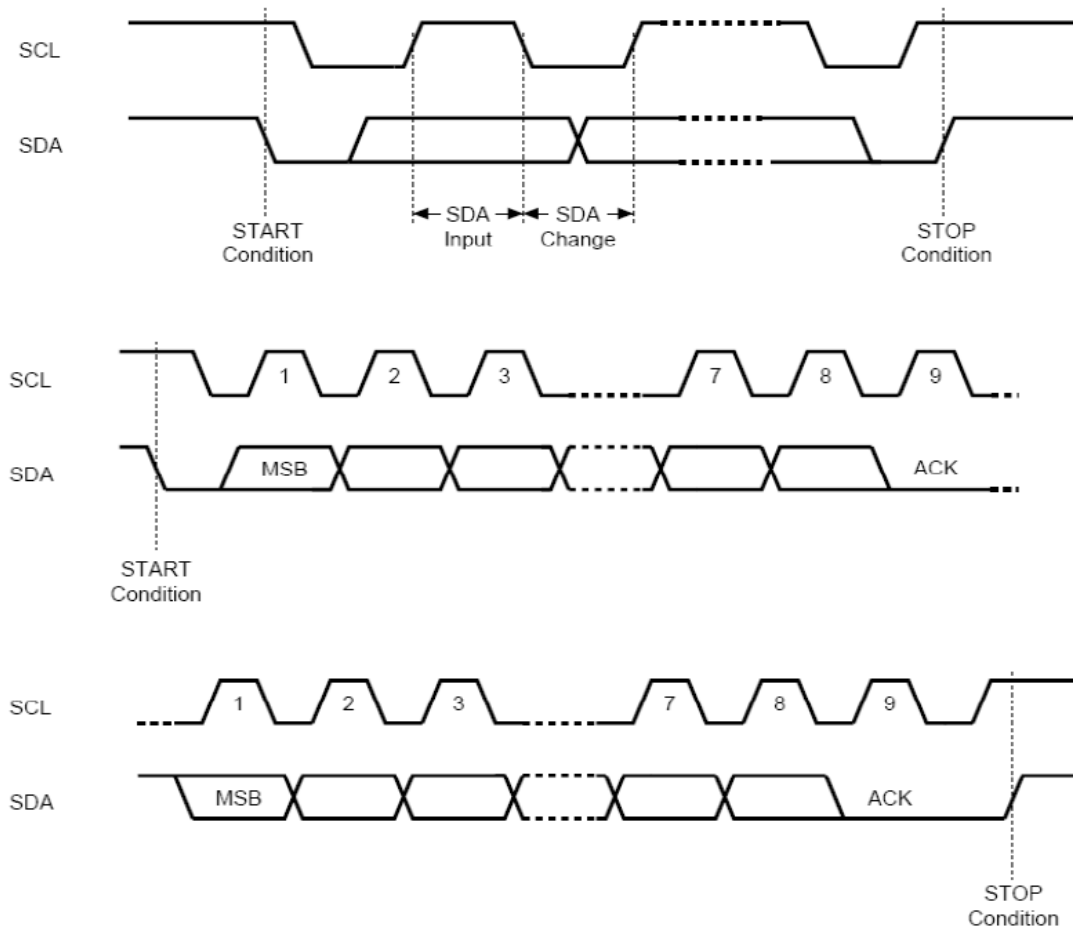 SCL
SDA
SDA
Input
SDA
Change
START
Condition
STOP
Condition
SCL
1
2
3
7
8
9
SDA
MSB
ACK
START
Condition
SCL
1
2
3
7
8
9
SDA
MSB
ACK
STOP
Condition